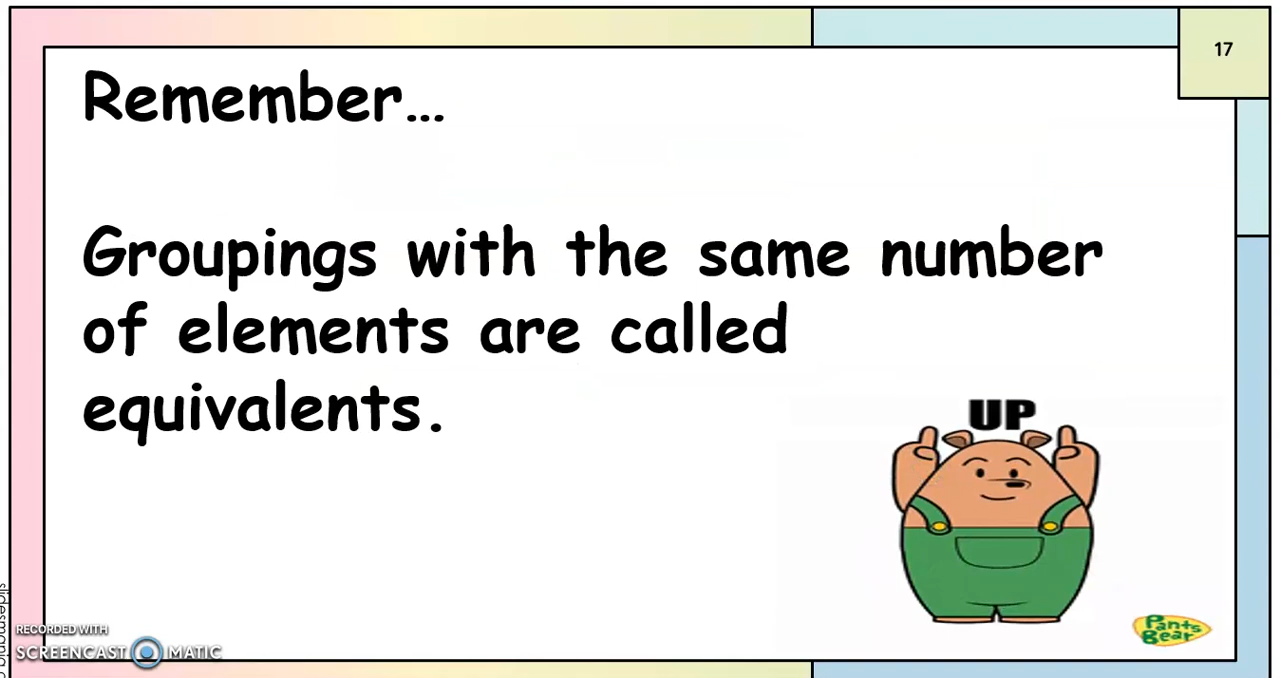 17
Remember...
Groupings with the same number
of elements are called
equivalents.
UP
Pants
Bear
RECORDED WITH
SCREENCAST MATIC